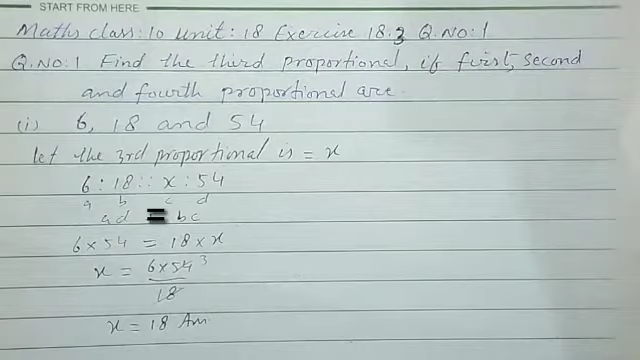 START FROM HERE
Maths class: 10 unit: 18 Exercise 18.3 Q.NO:1
Q.NO:1 Find the third proportional, if first, second
and fourth proportional are.
(i) 6, 18 and 54
let the 3rd proportional is = x
6 : 18 :: x : 54
a b c d
ad = bc
6 x 54 = 18 x x
x = 6 x 54 3
18
x = 18 Ans